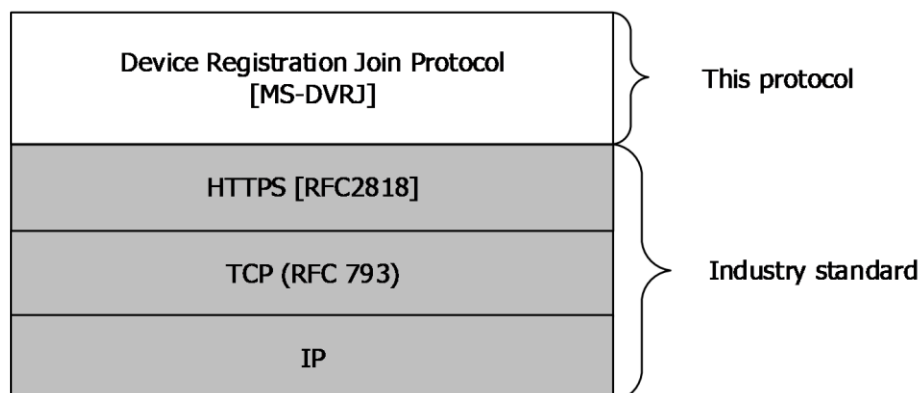 Device Registration Join Protocol
[MS-DVRJ]
This protocol
HTTPS [RFC2818]
TCP (RFC 793)
Industry standard
IP